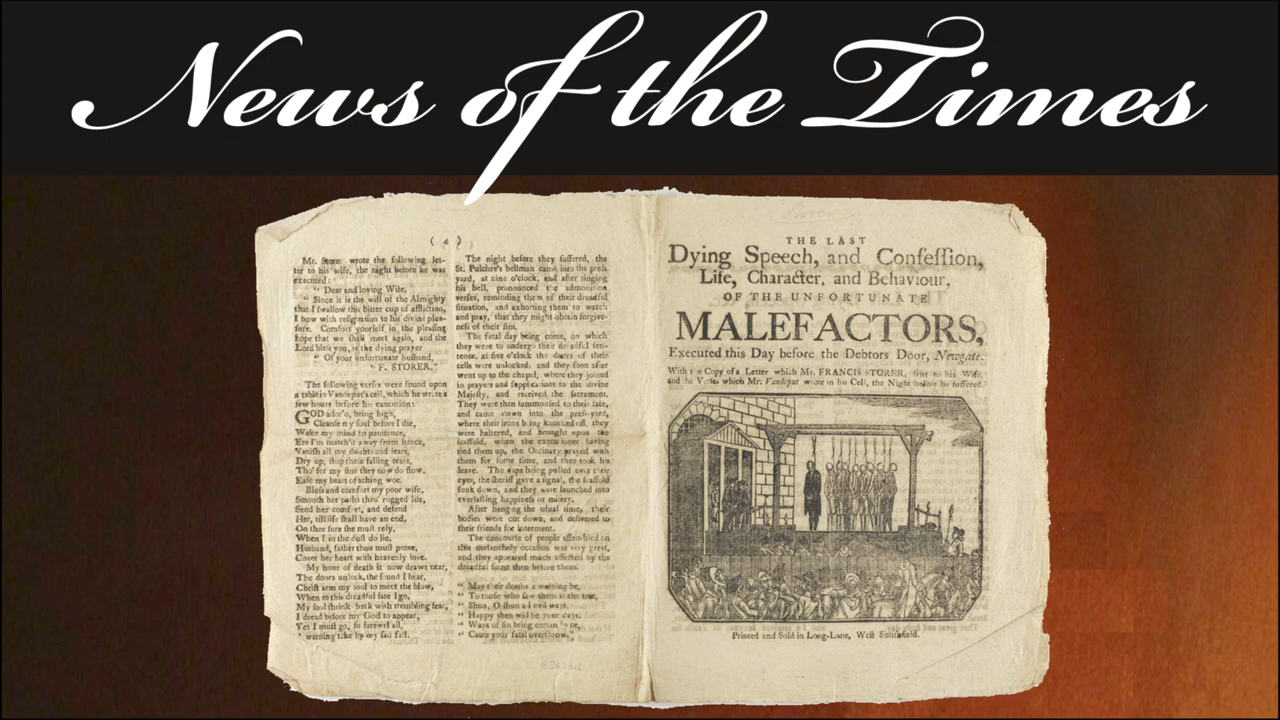 News of the Times
( 4 )
Mr. Storer wrote the following let-
ter to his wife, the night before he was
executed:
“ Dear and loving Wife,
“ Since it is the will of the Almighty
that I swallow this bitter cup of affliction,
I bow with resignation to his divine plea-
sure. Comfort yourself in the pleasing
hope that we shall meet again, and the
Lord bless you, is the dying prayer
“ Of your unfortunate husband,
“ F. STORER.”
The following verses were found upon
a table in Vandeput's cell, which he wrote a
few hours before his execution:
GOD ador'd, bring high,
Cleanse my soul before I die,
Wake my mind to penitence,
Ere I'm snatch'd away from hence,
Vanish all my doubts and fears,
Dry up, stop these falling tears,
Tho' for my sins they now do flow,
Ease my heart of aching woe.
Bless and comfort my poor wife,
Smooth her paths thro' rugged life,
Send her comfort, and defend
Her, till life shall have an end,
On thee sure she must rely,
When I in the dust do lie,
Husband, father thou must prove,
Cheer her heart with heavenly love.
My hour of death it now draws near,
The doors unlock, the sound I hear,
Christ arm my soul to meet the blow,
When to this dreadful fate I go,
My soul shrink back with trembling fear,
I dread before my God to appear,
Yet I must go, so farewel all,
A warning take by my sad fall.
The night before they suffered, the
St. Pulchre's bellman came into the press
yard, at nine o'clock, and after ringing
his bell, pronounced the admonition
verses, reminding them of their dreadful
situation, and exhorting them to watch
and pray, that they might obtain forgive-
ness of their sins.
The fatal day being come, on which
they were to undergo their dreadful sen-
tence, at five o'clock the doors of their
cells were unlocked, and they soon after
went up to the chapel, where they joined
in prayers and supplications to the divine
Majesty, and received the sacrament.
They were then summoned to their fate,
and came down into the press-yard,
where their irons being knocked off, they
were haltered, and brought upon the
scaffold, when the executioner having
tied them up, the Ordinary prayed with
them for some time, and then took his
leave. The caps being pulled over their
eyes, the sheriff gave a signal, the scaffold
sunk down, and they were launched into
everlasting happiness or misery.
After hanging the usual time, their
bodies were cut down, and delivered to
their friends for interment.
The concourse of people assembled on
this melancholy occasion was very great,
and they appeared much affected by the
dreadful scene then before them.
“ May their deaths a warning be,
“ To those who saw them in the true,
“ Shun, O shun all evil ways,
“ Happy then will be your days,
“ Ways of sin bring certain woe,
“ Cause your fatal overthrow.”
THE LAST
Dying Speech, and Confession,
Life, Character, and Behaviour,
OF THE UNFORTUNATE
MALEFACTORS,
Executed this Day before the Debtors Door, Newgate.
With the Copy of a Letter which Mr. FRANCIS STORER, sent to his Wife,
and the Verses which Mr. Vandeput wrote in his Cell, the Night before he suffered.
Printed and Sold in Long-Lane, West Smithfield.